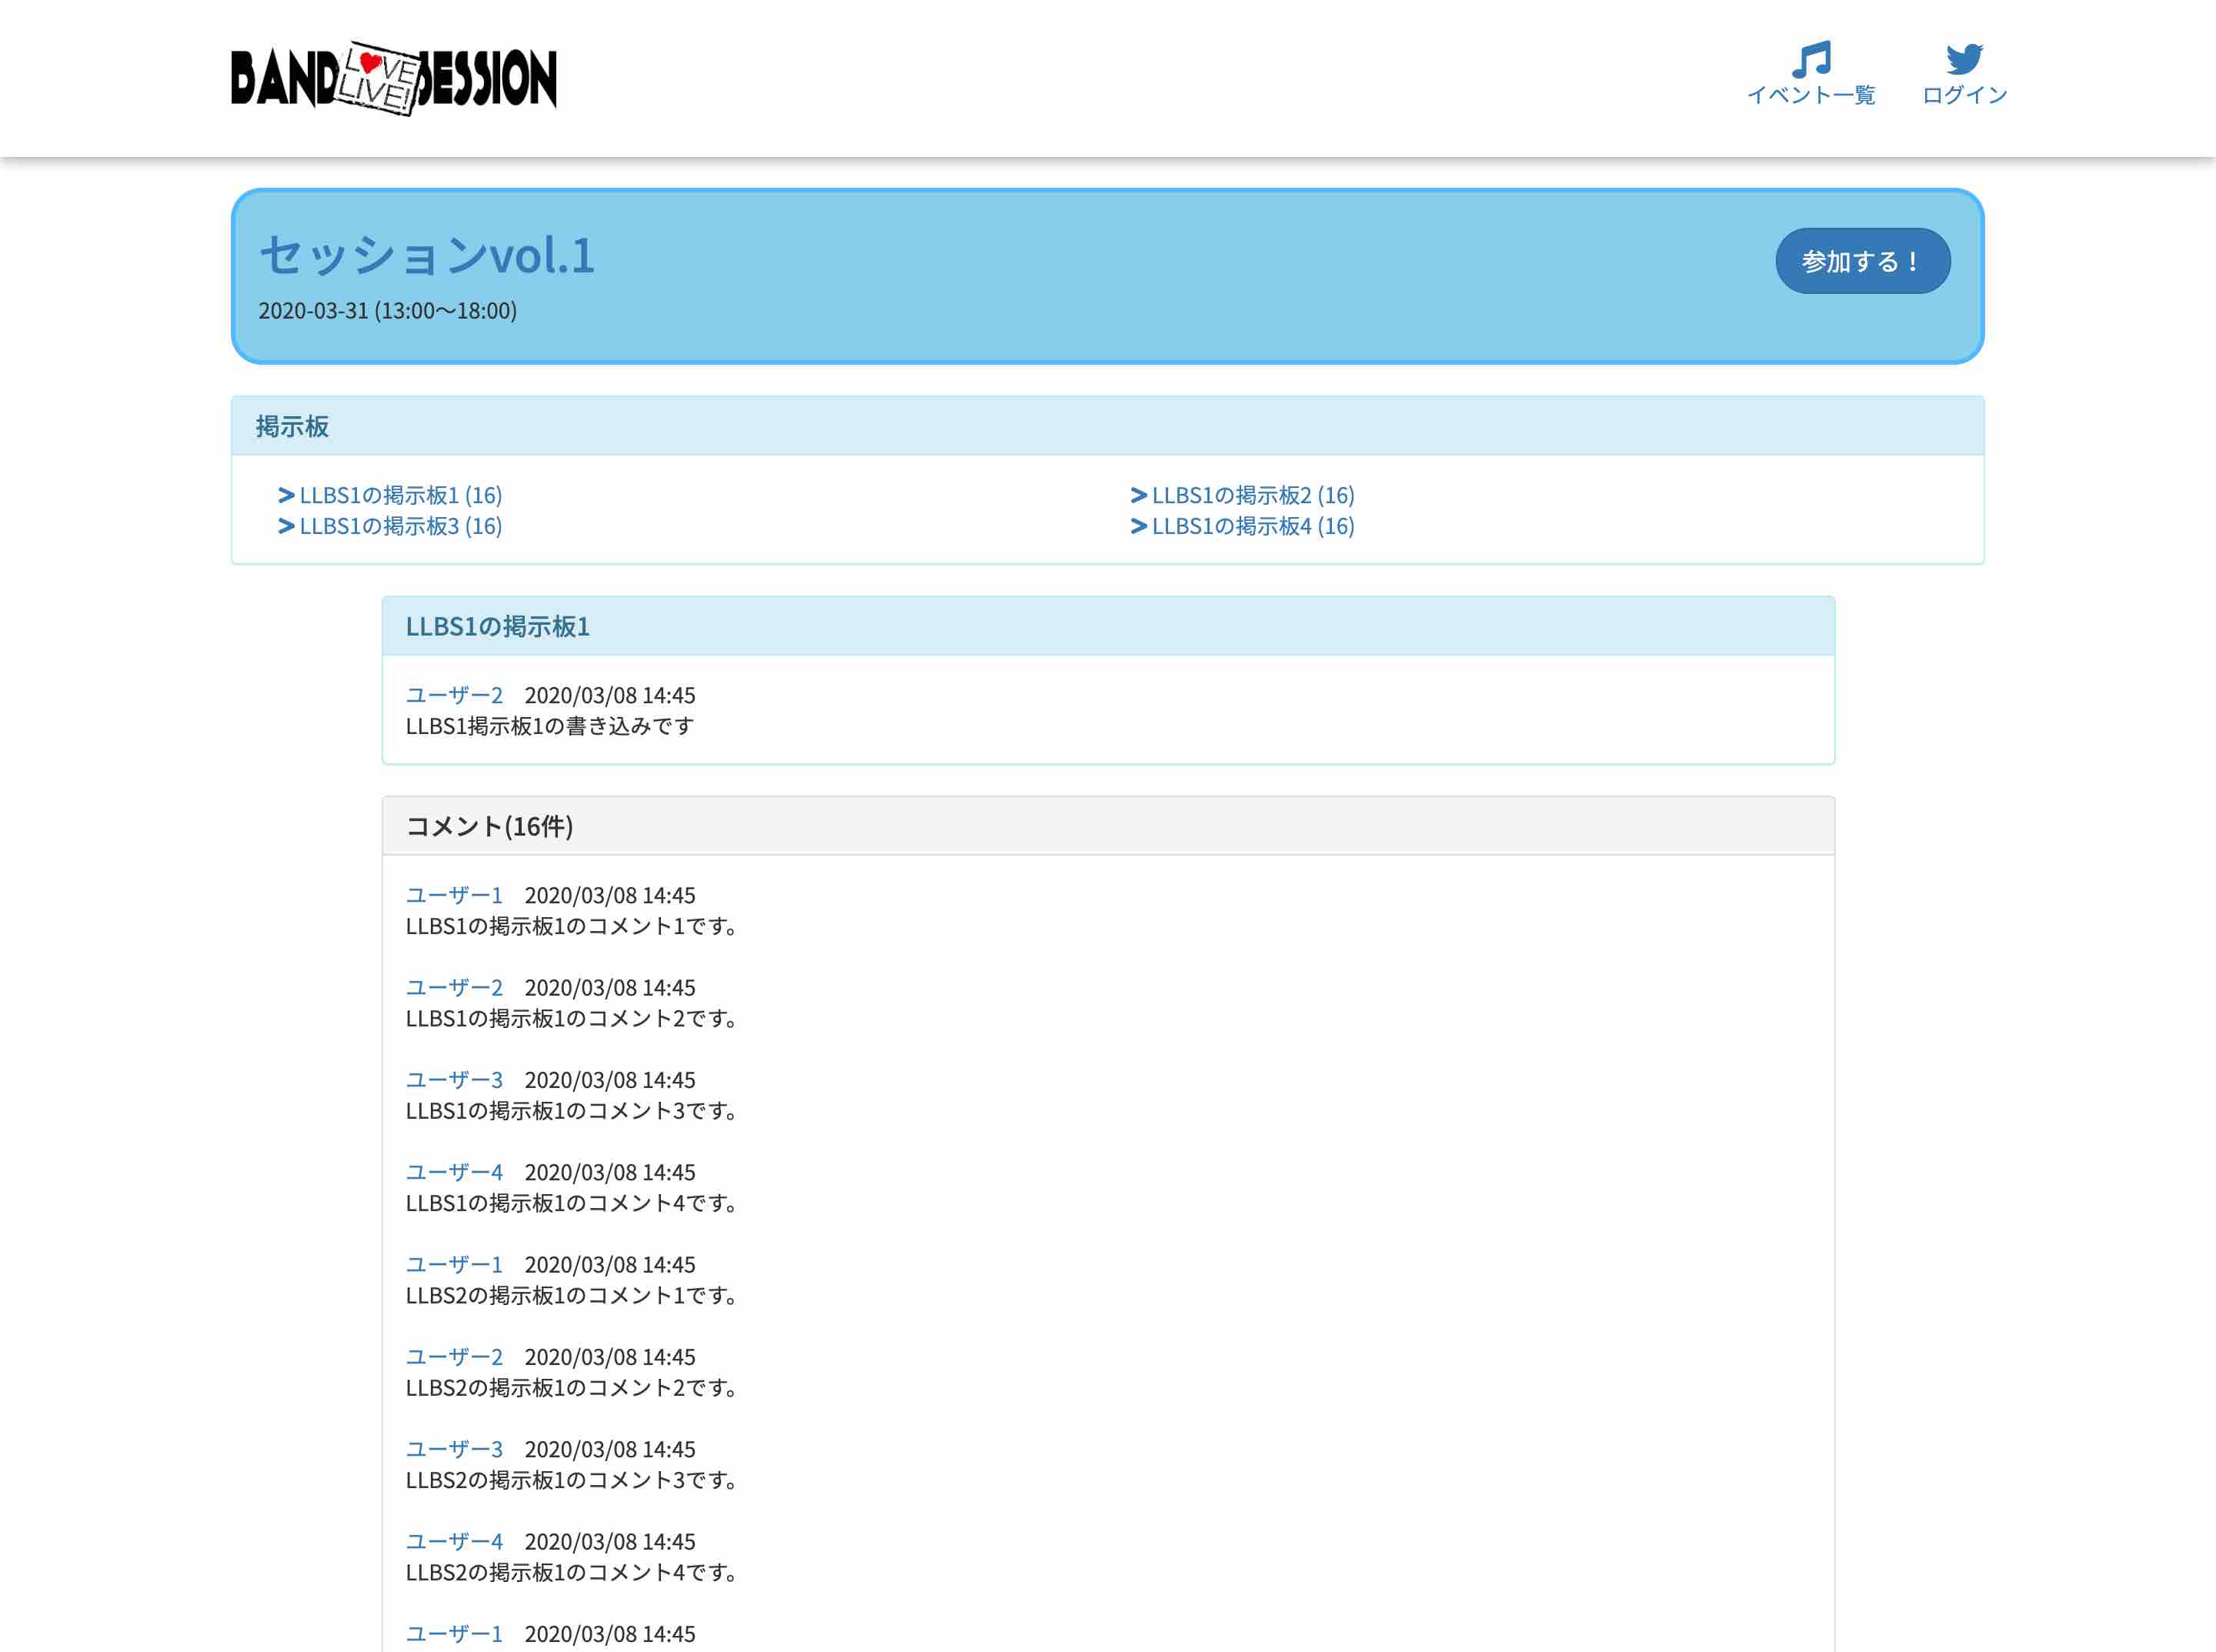 BAND LOVE LIVE! SESSION
イベント一覧
ログイン
セッションvol.1
参加する！
2020-03-31 (13:00〜18:00)
掲示板
LLBS1の掲示板1 (16)
LLBS1の掲示板2 (16)
LLBS1の掲示板3 (16)
LLBS1の掲示板4 (16)
LLBS1の掲示板1
ユーザー2 2020/03/08 14:45
LLBS1掲示板1の書き込みです
コメント(16件)
ユーザー1 2020/03/08 14:45
LLBS1の掲示板1のコメント1です。
ユーザー2 2020/03/08 14:45
LLBS1の掲示板1のコメント2です。
ユーザー3 2020/03/08 14:45
LLBS1の掲示板1のコメント3です。
ユーザー4 2020/03/08 14:45
LLBS1の掲示板1のコメント4です。
ユーザー1 2020/03/08 14:45
LLBS2の掲示板1のコメント1です。
ユーザー2 2020/03/08 14:45
LLBS2の掲示板1のコメント2です。
ユーザー3 2020/03/08 14:45
LLBS2の掲示板1のコメント3です。
ユーザー4 2020/03/08 14:45
LLBS2の掲示板1のコメント4です。
ユーザー1 2020/03/08 14:45